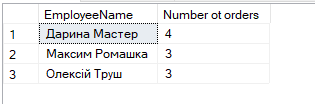 EmployeeName Number ot orders
1 Дарина Мастер 4
2 Максим Ромашка 3
3 Олексій Труш 3